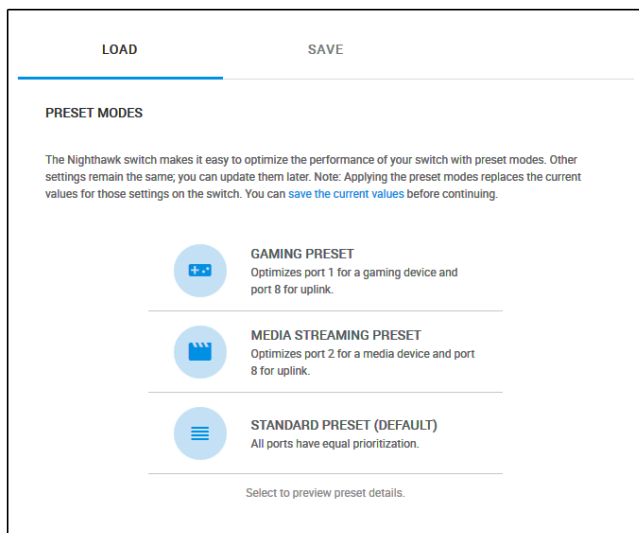 LOAD SAVE
PRESET MODES
The Nighthawk switch makes it easy to optimize the performance of your switch with preset modes. Other
settings remain the same; you can update them later. Note: Applying the preset modes replaces the current
values for those settings on the switch. You can save the current values before continuing.
GAMING PRESET
Optimizes port 1 for a gaming device and
port 8 for uplink.
MEDIA STREAMING PRESET
Optimizes port 2 for a media device and port
8 for uplink.
STANDARD PRESET (DEFAULT)
All ports have equal prioritization.
Select to preview preset details.